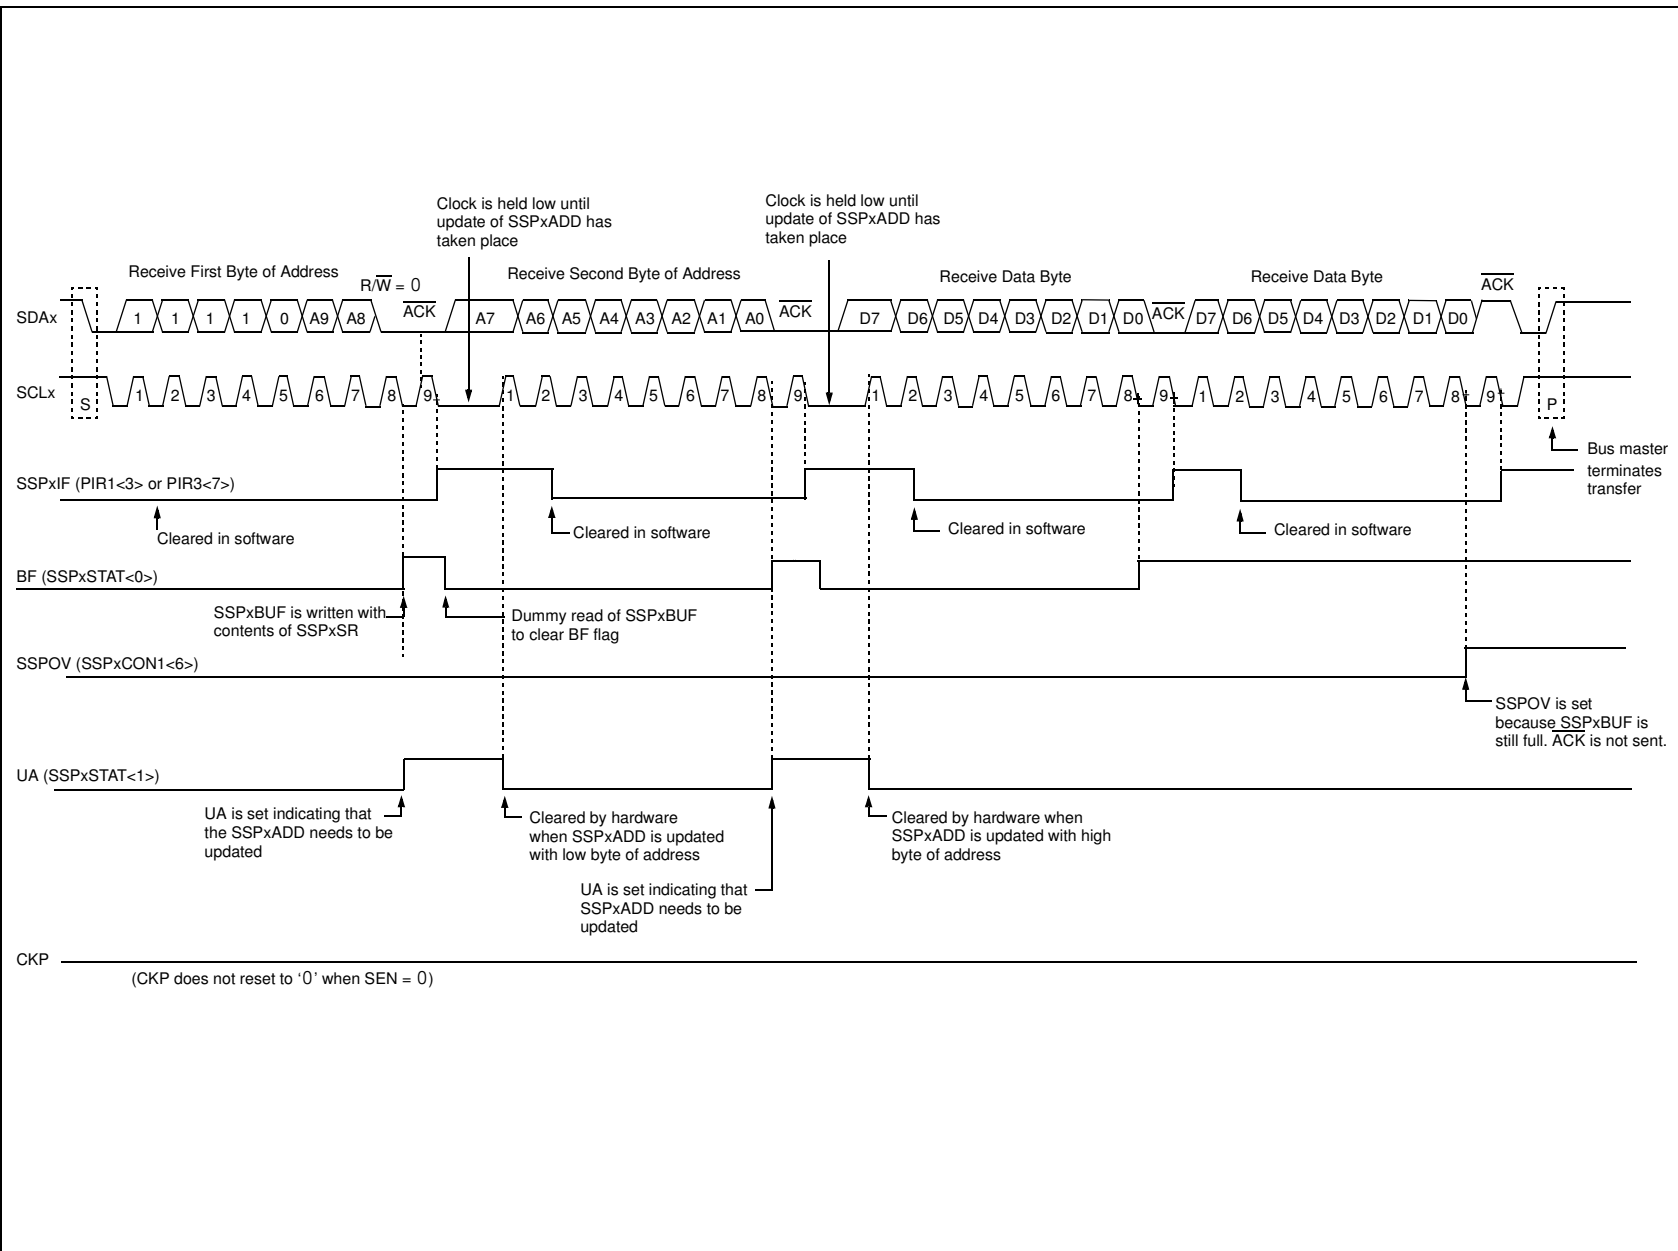 Clock is held low until
update of SSPxADD has
taken place
Clock is held low until
update of SSPxADD has
taken place
Receive First Byte of Address
R/W = 0
ACK
Receive Second Byte of Address
ACK
Receive Data Byte
ACK
Receive Data Byte
ACK
SDAx
1 1 1 1 0 A9 A8
A7 A6 A5 A4 A3 A2 A1 A0
D7 D6 D5 D4 D3 D2 D1 D0
D7 D6 D5 D4 D3 D2 D1 D0
SCLx
S
1 2 3 4 5 6 7 8 9
1 2 3 4 5 6 7 8 9
1 2 3 4 5 6 7 8 9
1 2 3 4 5 6 7 8 9
P
Bus master
terminates
transfer
SSPxIF (PIR1<3> or PIR3<7>)
Cleared in software
Cleared in software
Cleared in software
Cleared in software
BF (SSPxSTAT<0>)
SSPxBUF is written with
contents of SSPxSR
Dummy read of SSPxBUF
to clear BF flag
SSPOV (SSPxCON1<6>)
SSPOV is set
because SSPxBUF is
still full. ACK is not sent.
UA (SSPxSTAT<1>)
UA is set indicating that
the SSPxADD needs to be
updated
Cleared by hardware
when SSPxADD is updated
with low byte of address
UA is set indicating that
SSPxADD needs to be
updated
Cleared by hardware when
SSPxADD is updated with high
byte of address
CKP
(CKP does not reset to ‘0’ when SEN = 0)